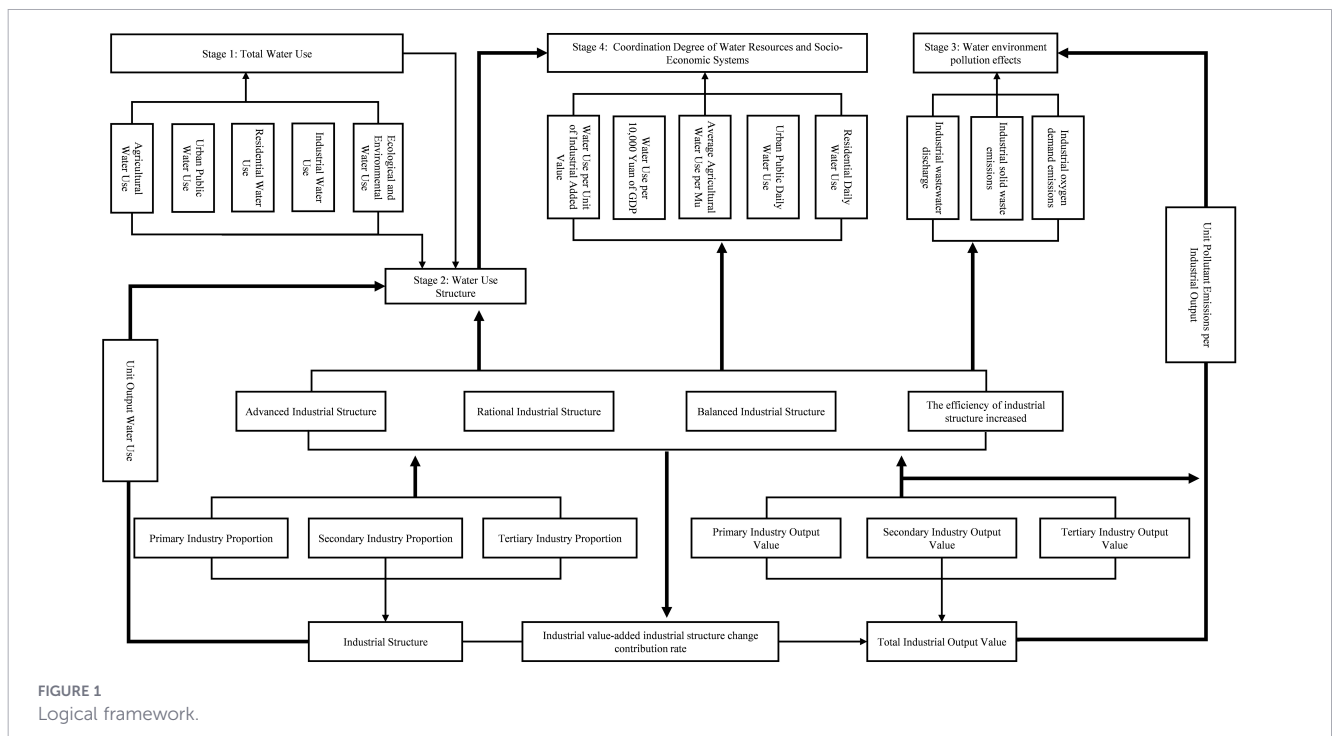 Stage 1: Total Water Use
Stage 4: Coordination Degree of Water Resources and Socio-
Economic Systems
Stage 3: Water environment
pollution effects
Agricultural
Water Use
Urban Public
Water Use
Residential Water
Use
Industrial Water
Use
Ecological and
Environmental
Water Use
Water Use per Unit
of Industrial Added
Value
Water Use per
10,000 Yuan of GDP
Average Agricultural
Water Use per Mu
Urban Public Daily
Water Use
Residential Daily
Water Use
Industrial wastewater
discharge
Industrial solid waste
emissions
Industrial oxygen
demand emissions
Unit Pollutant Emissions per
Industrial Output
Stage 2: Water Use
Structure
Unit Output Water Use
Advanced Industrial Structure
Rational Industrial Structure
Balanced Industrial Structure
The efficiency of industrial
structure increased
Primary Industry Proportion
Secondary Industry Proportion
Tertiary Industry Proportion
Primary Industry Output
Value
Secondary Industry Output
Value
Tertiary Industry Output
Value
Industrial Structure
Industrial value-added industrial structure change
contribution rate
Total Industrial Output Value
FIGURE 1
Logical framework.